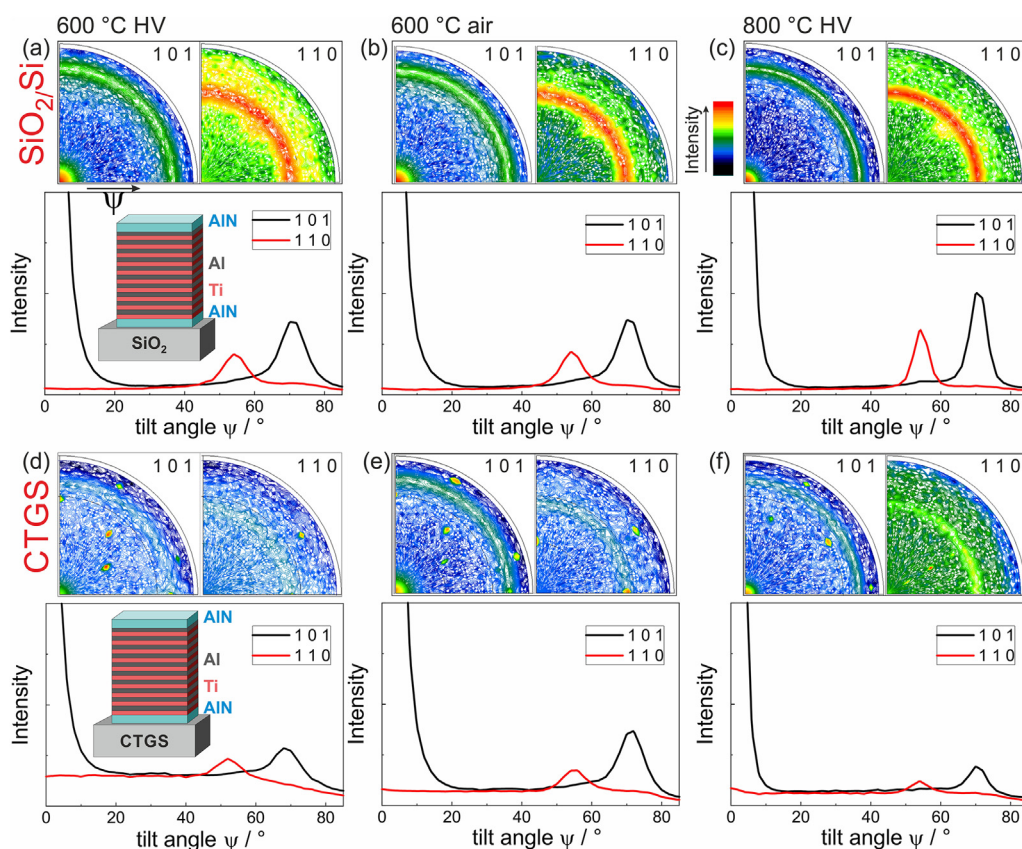 600 °C HV
600 °C air
800 °C HV
SiO2/Si
(a)
1 0 1
1 1 0
(b)
1 0 1
1 1 0
(c)
1 0 1
1 1 0
Intensity
ψ
Intensity
AlN
Al
Ti
AlN
SiO2
1 0 1
1 1 0
0 20 40 60 80
tilt angle ψ / °
Intensity
1 0 1
1 1 0
0 20 40 60 80
tilt angle ψ / °
Intensity
1 0 1
1 1 0
0 20 40 60 80
tilt angle ψ / °
CTGS
(d)
1 0 1
1 1 0
(e)
1 0 1
1 1 0
(f)
1 0 1
1 1 0
Intensity
AlN
Al
Ti
AlN
CTGS
1 0 1
1 1 0
0 20 40 60 80
tilt angle ψ / °
Intensity
1 0 1
1 1 0
0 20 40 60 80
tilt angle ψ / °
Intensity
1 0 1
1 1 0
0 20 40 60 80
tilt angle ψ / °